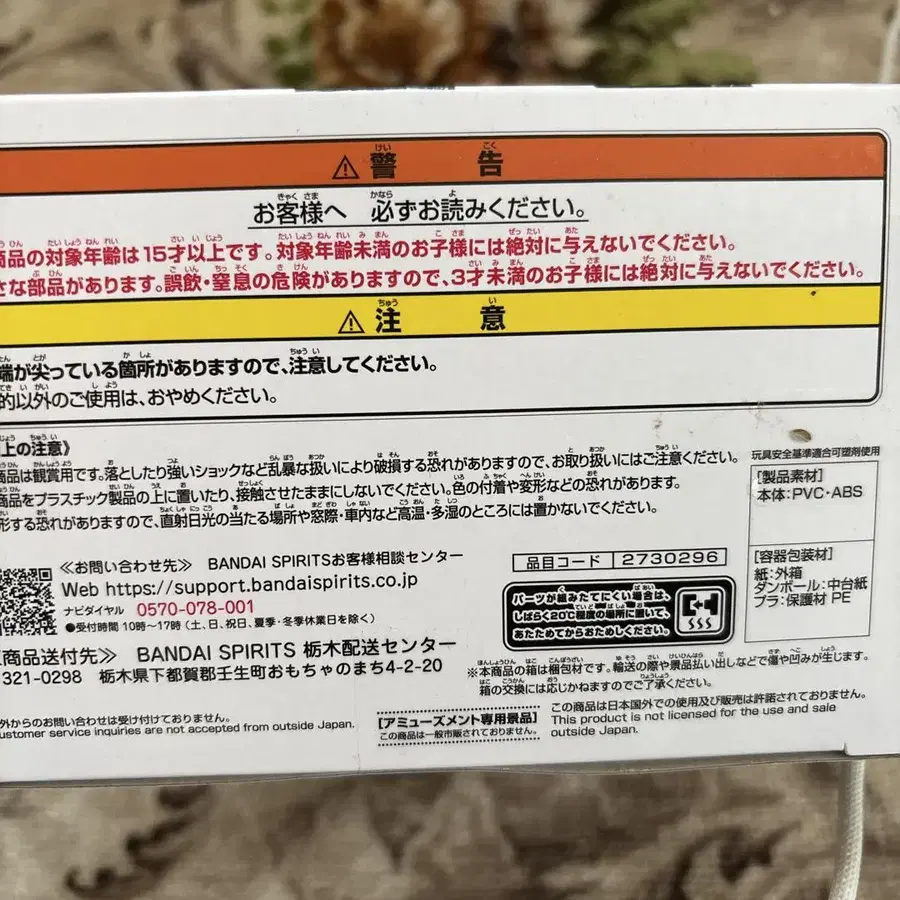 ⚠警告
お客様へ 必ずお読みください。
商品の対象年齢は15才以上です。対象年齢未満のお子様には絶対に与えないでください。
さな部品があります。誤飲・窒息の危険がありますので、3才未満のお子様には絶対に与えないでください。
⚠注意
端が尖っている箇所がありますので、注意してください。
的以外のご使用は、おやめください。
上の注意》
商品は観賞用です。落としたり強いショックなど乱暴な扱いにより破損する恐れがありますので、お取り扱いにはご注意ください。
商品をプラスチック製品の上に置いたり、接触させたままにしないでください。色の付着や変形などの恐れがあります。
形する恐れがありますので、直射日光の当たる場所や窓際・車内など高温・多湿のところには置かないでください。
玩具安全基準適合可塑剤使用
[製品素材]
本体:PVC・ABS
[容器包装材]
紙:外箱
ダンボール:中台紙
プラ:保護材 PE
≪お問い合わせ先≫ BANDAI SPIRITSお客様相談センター
Web https://support.bandaispirits.co.jp
ナビダイヤル 0570-078-001
●受付時間 10時～17時(土、日、祝日、夏季・冬季休業日を除く)
品目コード 2730296
パーツが組みたてにくい場合は、
しばらく20℃程度の場所に置いて、
あたためてからおためしください。
商品送付先≫ BANDAI SPIRITS 栃木配送センター
321-0298 栃木県下都賀郡壬生町おもちゃのまち4-2-20
※本商品の箱は梱包材です。輸送の際や景品払い出しなどで傷や凹みが生じます。
箱の交換には応じかねますのでご了承ください。
外からのお問い合わせは受け付けておりません。
ustomer service inquiries are not accepted from outside Japan.
[アミューズメント専用景品]
この商品は一般市販されておりません。
この商品は日本国外での使用及び販売は許諾されておりません。
This product is not licensed for the use and sale
outside Japan.